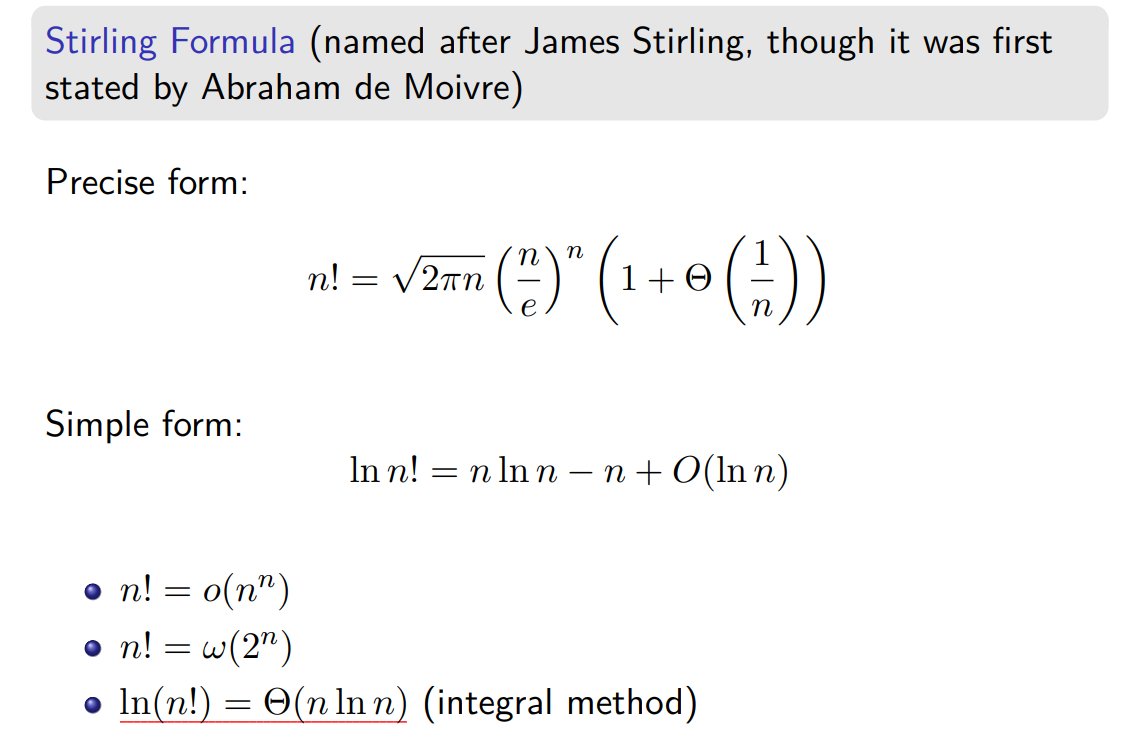 Stirling Formula (named after James Stirling, though it was first
stated by Abraham de Moivre)
Precise form:
n! = √(2πn) (n/e)^n (1 + Θ(1/n))
Simple form:
ln n! = n ln n − n + O(ln n)
n! = o(n^n)
n! = ω(2^n)
ln(n!) = Θ(n ln n) (integral method)